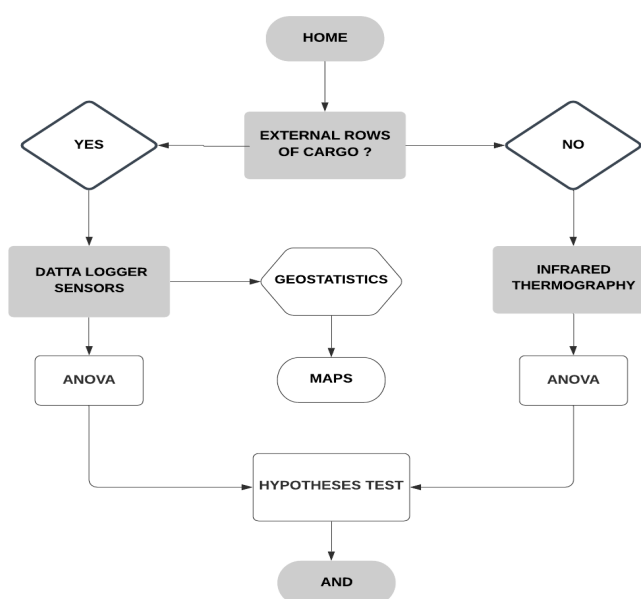 HOME
EXTERNAL ROWS
OF CARGO ?
YES
NO
DATTA LOGGER
SENSORS
GEOSTATISTICS
INFRARED
THERMOGRAPHY
ANOVA
MAPS
ANOVA
HYPOTHESES TEST
AND